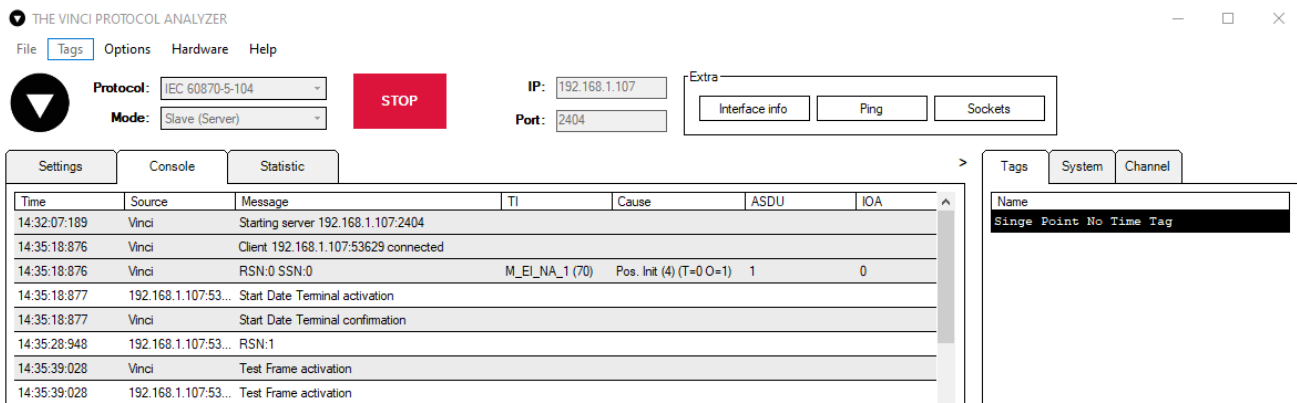 THE VINCI PROTOCOL ANALYZER
File Tags Options Hardware Help
Protocol: IEC 60870-5-104
Mode: Slave (Server)
STOP
IP: 192.168.1.107
Port: 2404
Extra
Interface info Ping Sockets
Settings Console Statistic >
Time Source Message TI Cause ASDU IOA
14:32:07:189 Vinci Starting server 192.168.1.107:2404
14:35:18:876 Vinci Client 192.168.1.107:53629 connected
14:35:18:876 Vinci RSN:0 SSN:0 M_EI_NA_1 (70) Pos. Init (4) (T=0 O=1) 1 0
14:35:18:877 192.168.1.107:53... Start Date Terminal activation
14:35:18:877 Vinci Start Date Terminal confirmation
14:35:28:948 192.168.1.107:53... RSN:1
14:35:39:028 Vinci Test Frame activation
14:35:39:028 192.168.1.107:53... Test Frame activation
Tags System Channel
Name
Singe Point No Time Tag